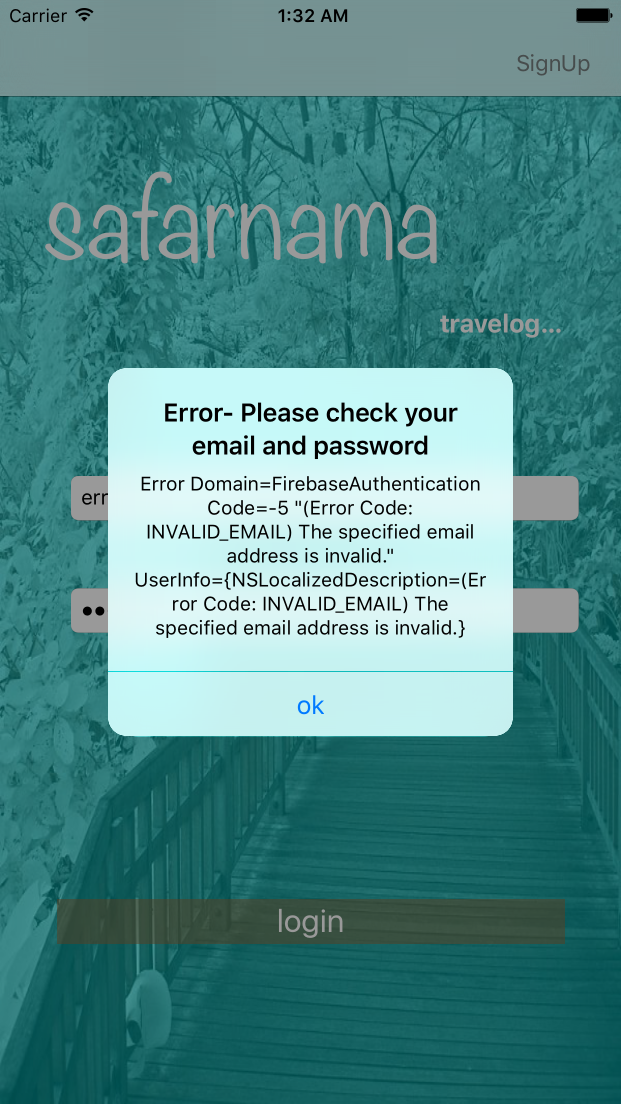 Carrier 1:32 AM
SignUp
safarnama
travelog...
Error- Please check your
email and password
Error Domain=FirebaseAuthentication
Code=-5 "(Error Code:
INVALID_EMAIL) The specified email
address is invalid."
UserInfo={NSLocalizedDescription=(Er
ror Code: INVALID_EMAIL) The
specified email address is invalid.}
ok
login